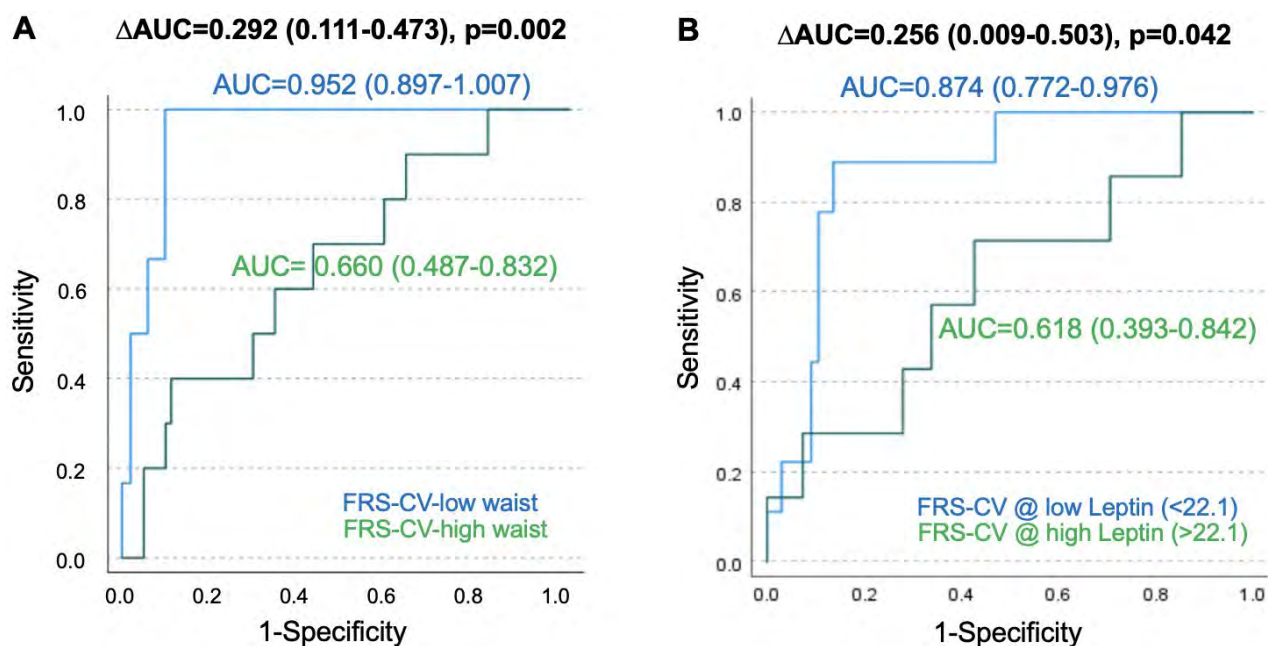 A
ΔAUC=0.292 (0.111-0.473), p=0.002
AUC=0.952 (0.897-1.007)
1.0
0.8
0.6
0.4
0.2
0.0
Sensitivity
AUC= 0.660 (0.487-0.832)
FRS-CV-low waist
FRS-CV-high waist
0.0 0.2 0.4 0.6 0.8 1.0
1-Specificity
B
ΔAUC=0.256 (0.009-0.503), p=0.042
AUC=0.874 (0.772-0.976)
1.0
0.8
0.6
0.4
0.2
0.0
Sensitivity
AUC=0.618 (0.393-0.842)
FRS-CV @ low Leptin (<22.1)
FRS-CV @ high Leptin (>22.1)
0.0 0.2 0.4 0.6 0.8 1.0
1-Specificity